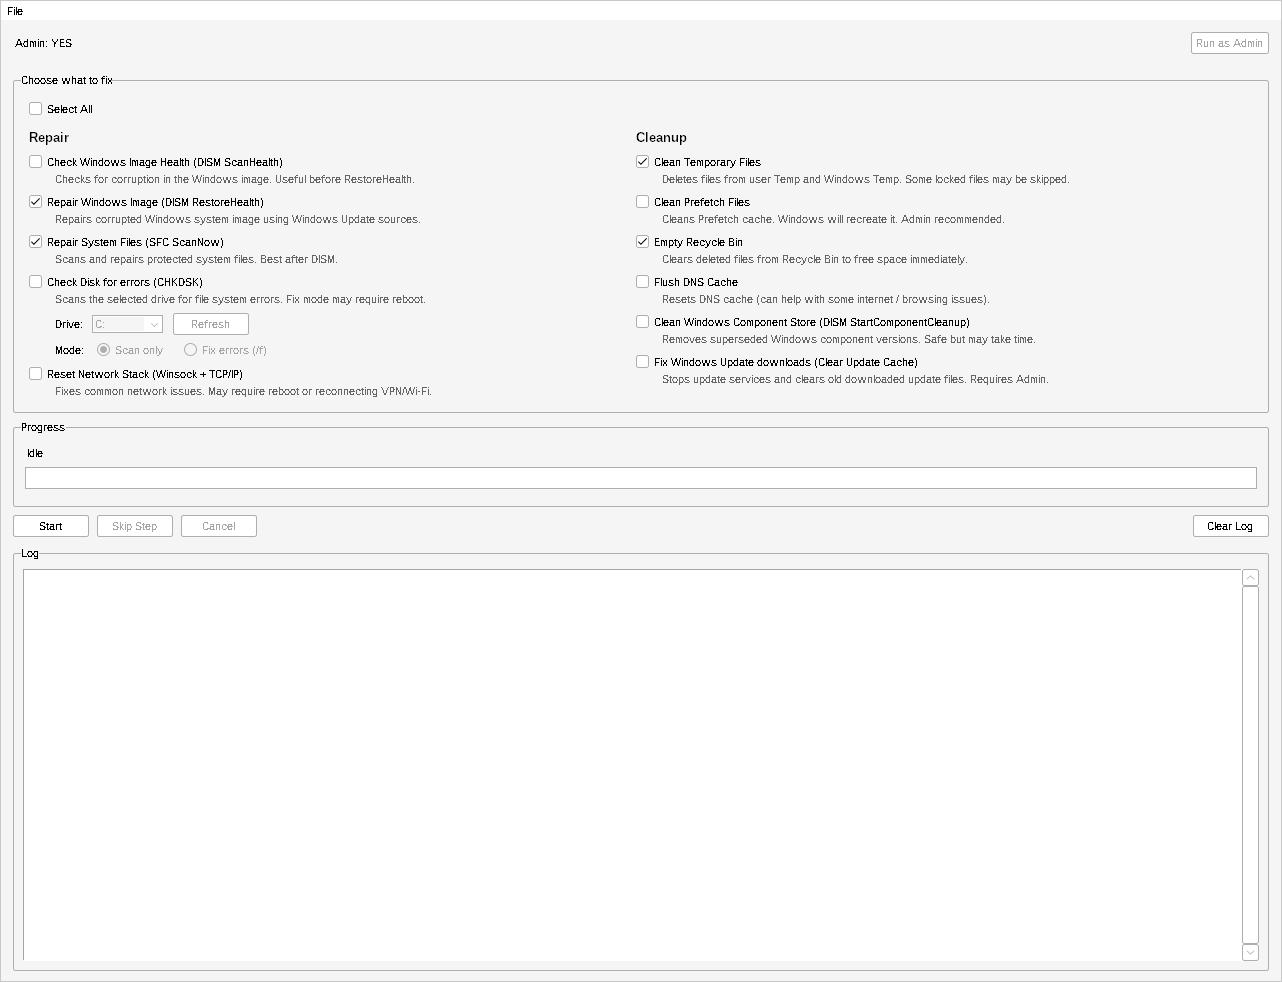 File
Admin: YES
Run as Admin
Choose what to fix
Select All
Repair
Check Windows Image Health (DISM ScanHealth)
Checks for corruption in the Windows image. Useful before RestoreHealth.
Repair Windows Image (DISM RestoreHealth)
Repairs corrupted Windows system image using Windows Update sources.
Repair System Files (SFC ScanNow)
Scans and repairs protected system files. Best after DISM.
Check Disk for errors (CHKDSK)
Scans the selected drive for file system errors. Fix mode may require reboot.
Drive: C: Refresh
Mode: Scan only Fix errors (/f)
Reset Network Stack (Winsock + TCP/IP)
Fixes common network issues. May require reboot or reconnecting VPN/Wi-Fi.
Cleanup
Clean Temporary Files
Deletes files from user Temp and Windows Temp. Some locked files may be skipped.
Clean Prefetch Files
Cleans Prefetch cache. Windows will recreate it. Admin recommended.
Empty Recycle Bin
Clears deleted files from Recycle Bin to free space immediately.
Flush DNS Cache
Resets DNS cache (can help with some internet / browsing issues).
Clean Windows Component Store (DISM StartComponentCleanup)
Removes superseded Windows component versions. Safe but may take time.
Fix Windows Update downloads (Clear Update Cache)
Stops update services and clears old downloaded update files. Requires Admin.
Progress
Idle
Start Skip Step Cancel Clear Log
Log